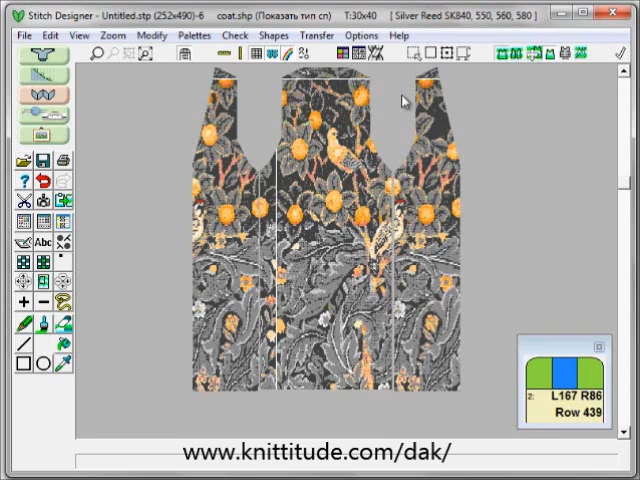 Stitch Designer - Untitled.stp (252x490)-6 coat.shp (Показать тип сп) T:30x40 [ Silver Reed SK840, 550, 560, 580 ]
File Edit View Zoom Modify Palettes Check Shapes Transfer Options Help
Abc
2: L167 R86
Row 439
www.knittitude.com/dak/